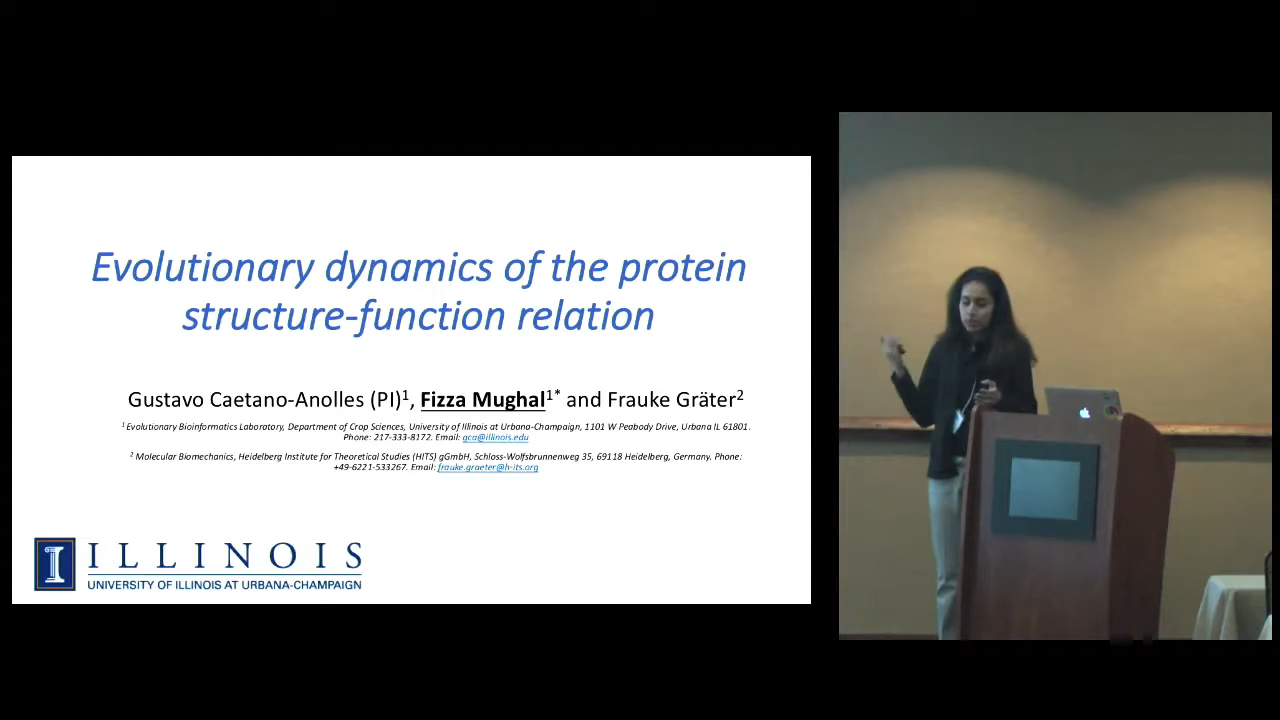 Evolutionary dynamics of the protein
structure-function relation
Gustavo Caetano-Anolles (PI)1, Fizza Mughal1* and Frauke Gräter2
1 Evolutionary Bioinformatics Laboratory, Department of Crop Sciences, University of Illinois at Urbana-Champaign, 1101 W Peabody Drive, Urbana IL 61801.
Phone: 217-333-8172. Email: gca@illinois.edu
2 Molecular Biomechanics, Heidelberg Institute for Theoretical Studies (HITS) gGmbH, Schloss-Wolfsbrunnenweg 35, 69118 Heidelberg, Germany. Phone:
+49-6221-533267. Email: frauke.graeter@h-its.org
ILLINOIS
UNIVERSITY OF ILLINOIS AT URBANA-CHAMPAIGN